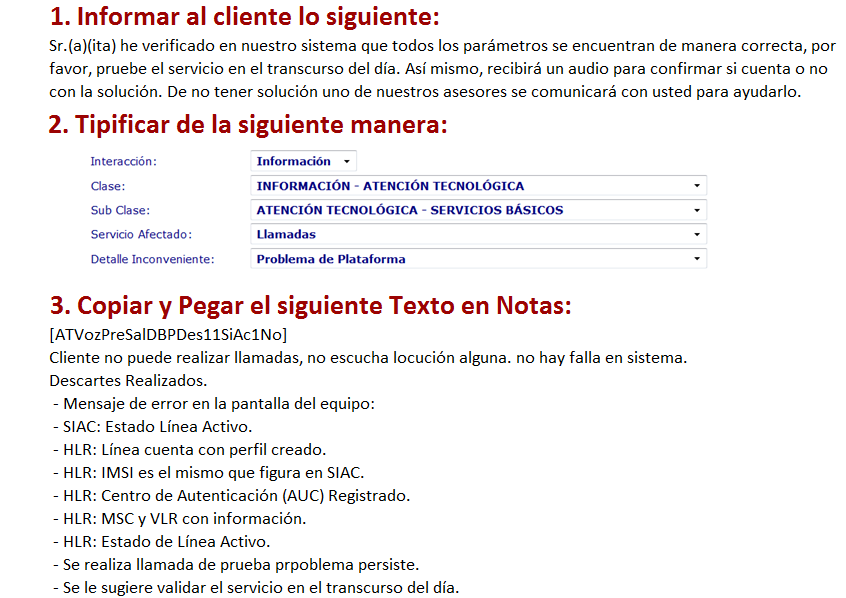 1. Informar al cliente lo siguiente:
Sr.(a)(ita) he verificado en nuestro sistema que todos los parámetros se encuentran de manera correcta, por
favor, pruebe el servicio en el transcurso del día. Así mismo, recibirá un audio para confirmar si cuenta o no
con la solución. De no tener solución uno de nuestros asesores se comunicará con usted para ayudarlo.
2. Tipificar de la siguiente manera:
Interacción: Información
Clase: INFORMACIÓN - ATENCIÓN TECNOLÓGICA
Sub Clase: ATENCIÓN TECNOLÓGICA - SERVICIOS BÁSICOS
Servicio Afectado: Llamadas
Detalle Inconveniente: Problema de Plataforma
3. Copiar y Pegar el siguiente Texto en Notas:
[ATVozPreSalDBPDes11SiAc1No]
Cliente no puede realizar llamadas, no escucha locución alguna. no hay falla en sistema.
Descartes Realizados.
- Mensaje de error en la pantalla del equipo:
- SIAC: Estado Línea Activo.
- HLR: Línea cuenta con perfil creado.
- HLR: IMSI es el mismo que figura en SIAC.
- HLR: Centro de Autenticación (AUC) Registrado.
- HLR: MSC y VLR con información.
- HLR: Estado de Línea Activo.
- Se realiza llamada de prueba prpoblema persiste.
- Se le sugiere validar el servicio en el transcurso del día.